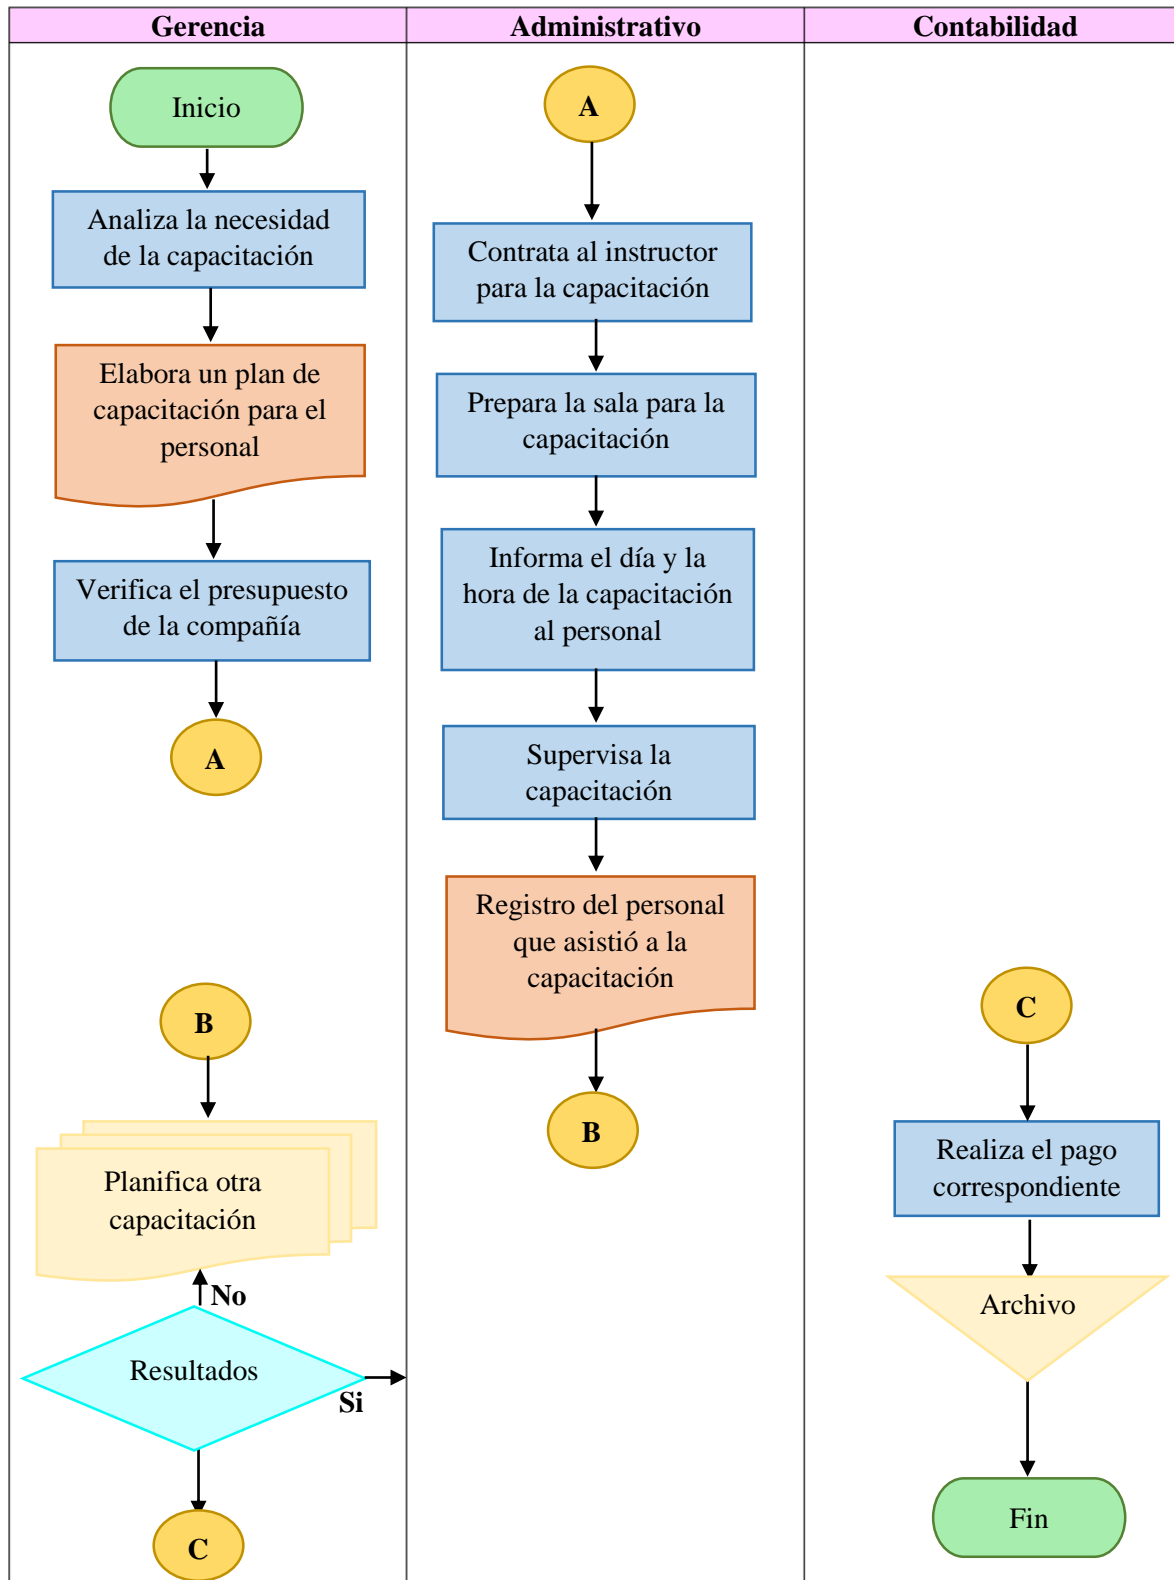 Gerencia
Administrativo
Contabilidad
Inicio
Analiza la necesidad
de la capacitación
Elabora un plan de
capacitación para el
personal
Verifica el presupuesto
de la compañía
A
B
Planifica otra
capacitación
No
Resultados
Si
C
A
Contrata al instructor
para la capacitación
Prepara la sala para la
capacitación
Informa el día y la
hora de la capacitación
al personal
Supervisa la
capacitación
Registro del personal
que asistió a la
capacitación
B
C
Realiza el pago
correspondiente
Archivo
Fin